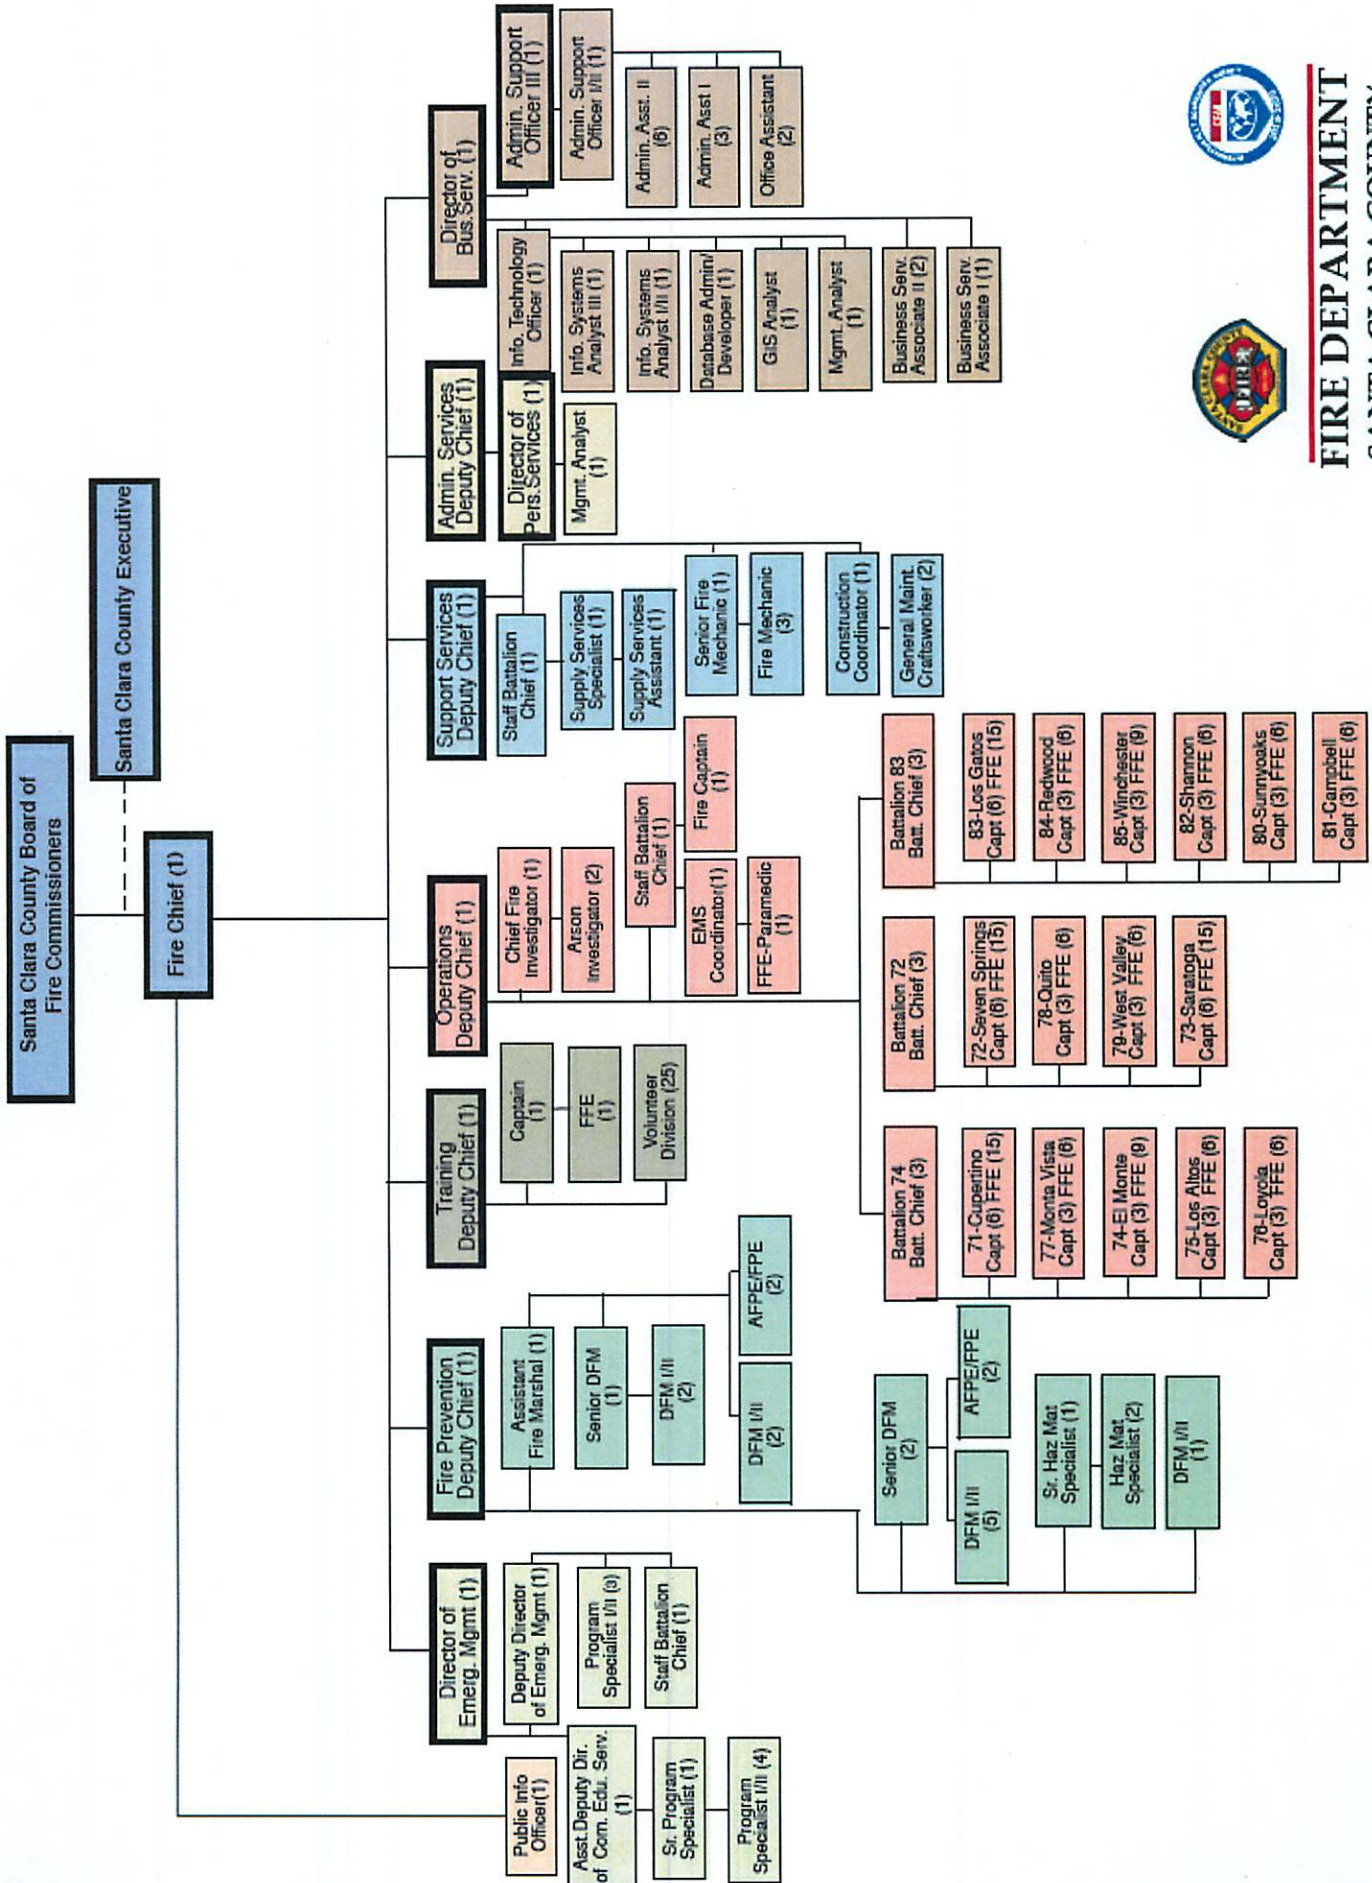 Santa Clara County Board of
Fire Commissioners
Santa Clara County Executive
Fire Chief (1)
Public Info
Officer(1)
Director of
Emerg. Mgmt (1)
Deputy Director
of Emerg. Mgmt (1)
Program
Specialist I/II (3)
Staff Battalion
Chief (1)
Asst.Deputy Dir.
of Com. Edu. Serv.
(1)
Sr. Program
Specialist (1)
Program
Specialist I/II (4)
Fire Prevention
Deputy Chief (1)
Assistant
Fire Marshal (1)
Senior DFM
(1)
DFM I/II
(2)
DFM I/II
(2)
AFPE/FPE
(2)
Senior DFM
(2)
DFM I/II
(5)
AFPE/FPE
(2)
Sr. Haz Mat
Specialist (1)
Haz Mat
Specialist (2)
DFM I/II
(1)
Training
Deputy Chief (1)
Captain
(1)
FFE
(1)
Volunteer
Division (25)
Operations
Deputy Chief (1)
Chief Fire
Investigator (1)
Arson
Investigator (2)
Staff Battalion
Chief (1)
EMS
Coordinator(1)
Fire Captain
(1)
FFE-Paramedic
(1)
Battalion 74
Batt. Chief (3)
71-Cupertino
Capt (6) FFE (15)
77-Monta Vista
Capt (3) FFE (6)
74-El Monte
Capt (3) FFE (9)
75-Los Altos
Capt (3) FFE (6)
76-Loyola
Capt (3) FFE (6)
Battalion 72
Batt. Chief (3)
72-Seven Springs
Capt (6) FFE (15)
78-Quito
Capt (3) FFE (6)
79-West Valley
Capt (3) FFE (6)
73-Saratoga
Capt (6) FFE (15)
Battalion 83
Batt. Chief (3)
83-Los Gatos
Capt (6) FFE (15)
84-Redwood
Capt (3) FFE (6)
85-Winchester
Capt (3) FFE (9)
82-Shannon
Capt (3) FFE (6)
80-Sunnyoaks
Capt (3) FFE (6)
81-Campbell
Capt (3) FFE (6)
Support Services
Deputy Chief (1)
Staff Battalion
Chief (1)
Supply Services
Specialist (1)
Supply Services
Assistant (1)
Senior Fire
Mechanic (1)
Fire Mechanic
(3)
Construction
Coordinator (1)
General Maint.
Craftsworker (2)
Admin. Services
Deputy Chief (1)
Director of
Pers.Services (1)
Mgmt. Analyst
(1)
Director of
Bus.Serv. (1)
Info. Technology
Officer (1)
Info. Systems
Analyst III (1)
Info. Systems
Analyst I/II (1)
Database Admin/
Developer (1)
GIS Analyst
(1)
Mgmt. Analyst
(1)
Business Serv.
Associate II (2)
Business Serv.
Associate I (1)
Admin. Support
Officer III (1)
Admin. Support
Officer I/II (1)
Admin. Asst. II
(6)
Admin. Asst I
(3)
Office Assistant
(2)
SANTA CLARA COUNTY
FIRE
FIRE DEPARTMENT
SANTA CLARA COUNTY